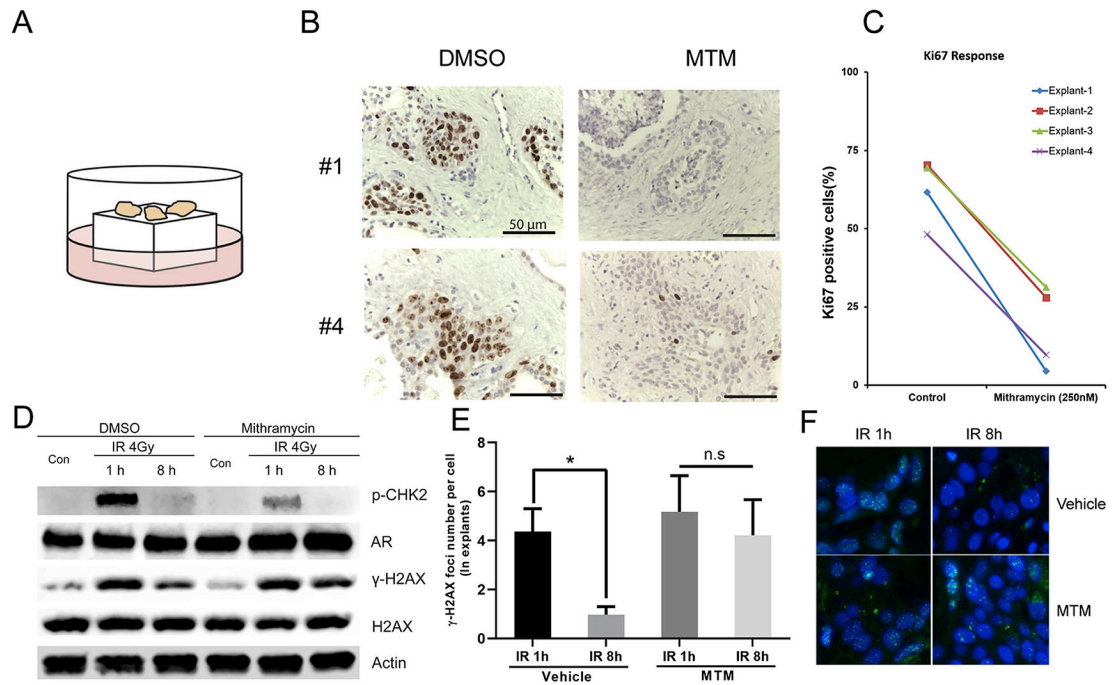 A
B
DMSO
MTM
#1
50 µm
#4
C
Ki67 Response
Ki67 positive cells(%)
100
75
50
25
0
Explant-1
Explant-2
Explant-3
Explant-4
Control
Mithramycin (250nM)
D
DMSO
Mithramycin
Con
IR 4Gy
Con
IR 4Gy
1 h
8 h
1 h
8 h
p-CHK2
AR
γ-H2AX
H2AX
Actin
E
γ-H2AX foci number per cell
(In explants)
8
6
4
2
0
*
n.s
IR 1h
IR 8h
IR 1h
IR 8h
Vehicle
MTM
F
IR 1h
IR 8h
Vehicle
MTM